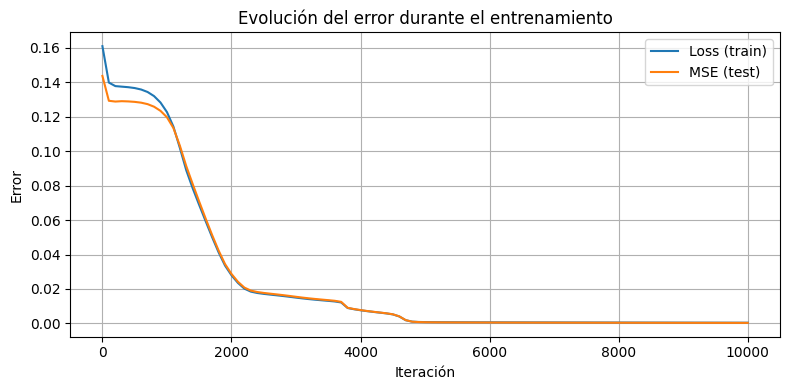 Evolución del error durante el entrenamiento
Loss (train)
MSE (test)
Error
0.16
0.14
0.12
0.10
0.08
0.06
0.04
0.02
0.00
0 2000 4000 6000 8000 10000
Iteración